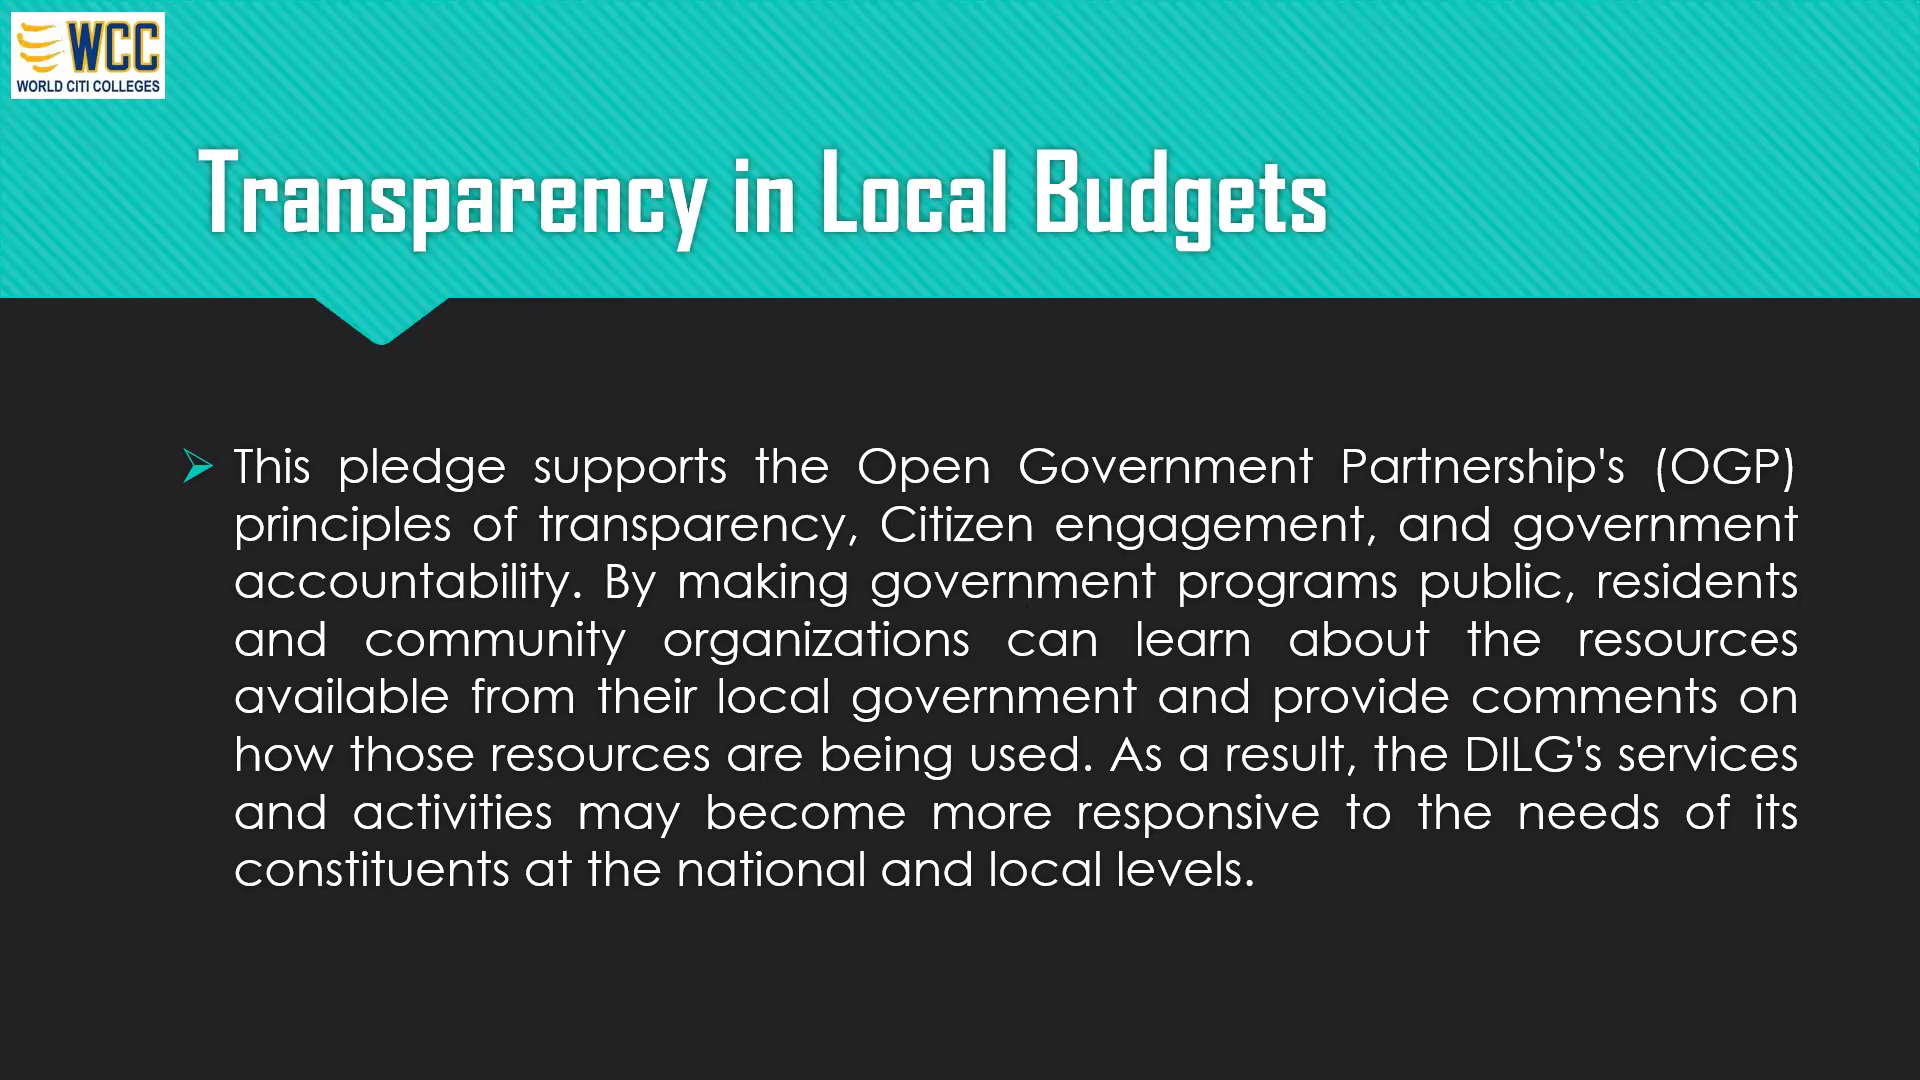 WCC
WORLD CITI COLLEGES
Transparency in Local Budgets
This pledge supports the Open Government Partnership's (OGP)
principles of transparency, Citizen engagement, and government
accountability. By making government programs public, residents
and community organizations can learn about the resources
available from their local government and provide comments on
how those resources are being used. As a result, the DILG's services
and activities may become more responsive to the needs of its
constituents at the national and local levels.